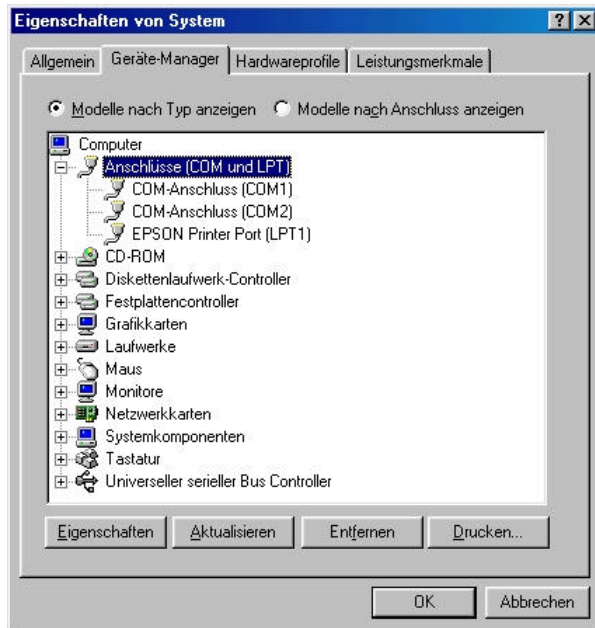 Eigenschaften von System
Allgemein Geräte-Manager Hardwareprofile Leistungsmerkmale
Modelle nach Typ anzeigen Modelle nach Anschluss anzeigen
Computer
Anschlüsse (COM und LPT)
COM-Anschluss (COM1)
COM-Anschluss (COM2)
EPSON Printer Port (LPT1)
CD-ROM
Diskettenlaufwerk-Controller
Festplattencontroller
Grafikkarten
Laufwerke
Maus
Monitore
Netzwerkkarten
Systemkomponenten
Tastatur
Universeller serieller Bus Controller
Eigenschaften Aktualisieren Entfernen Drucken...
OK Abbrechen